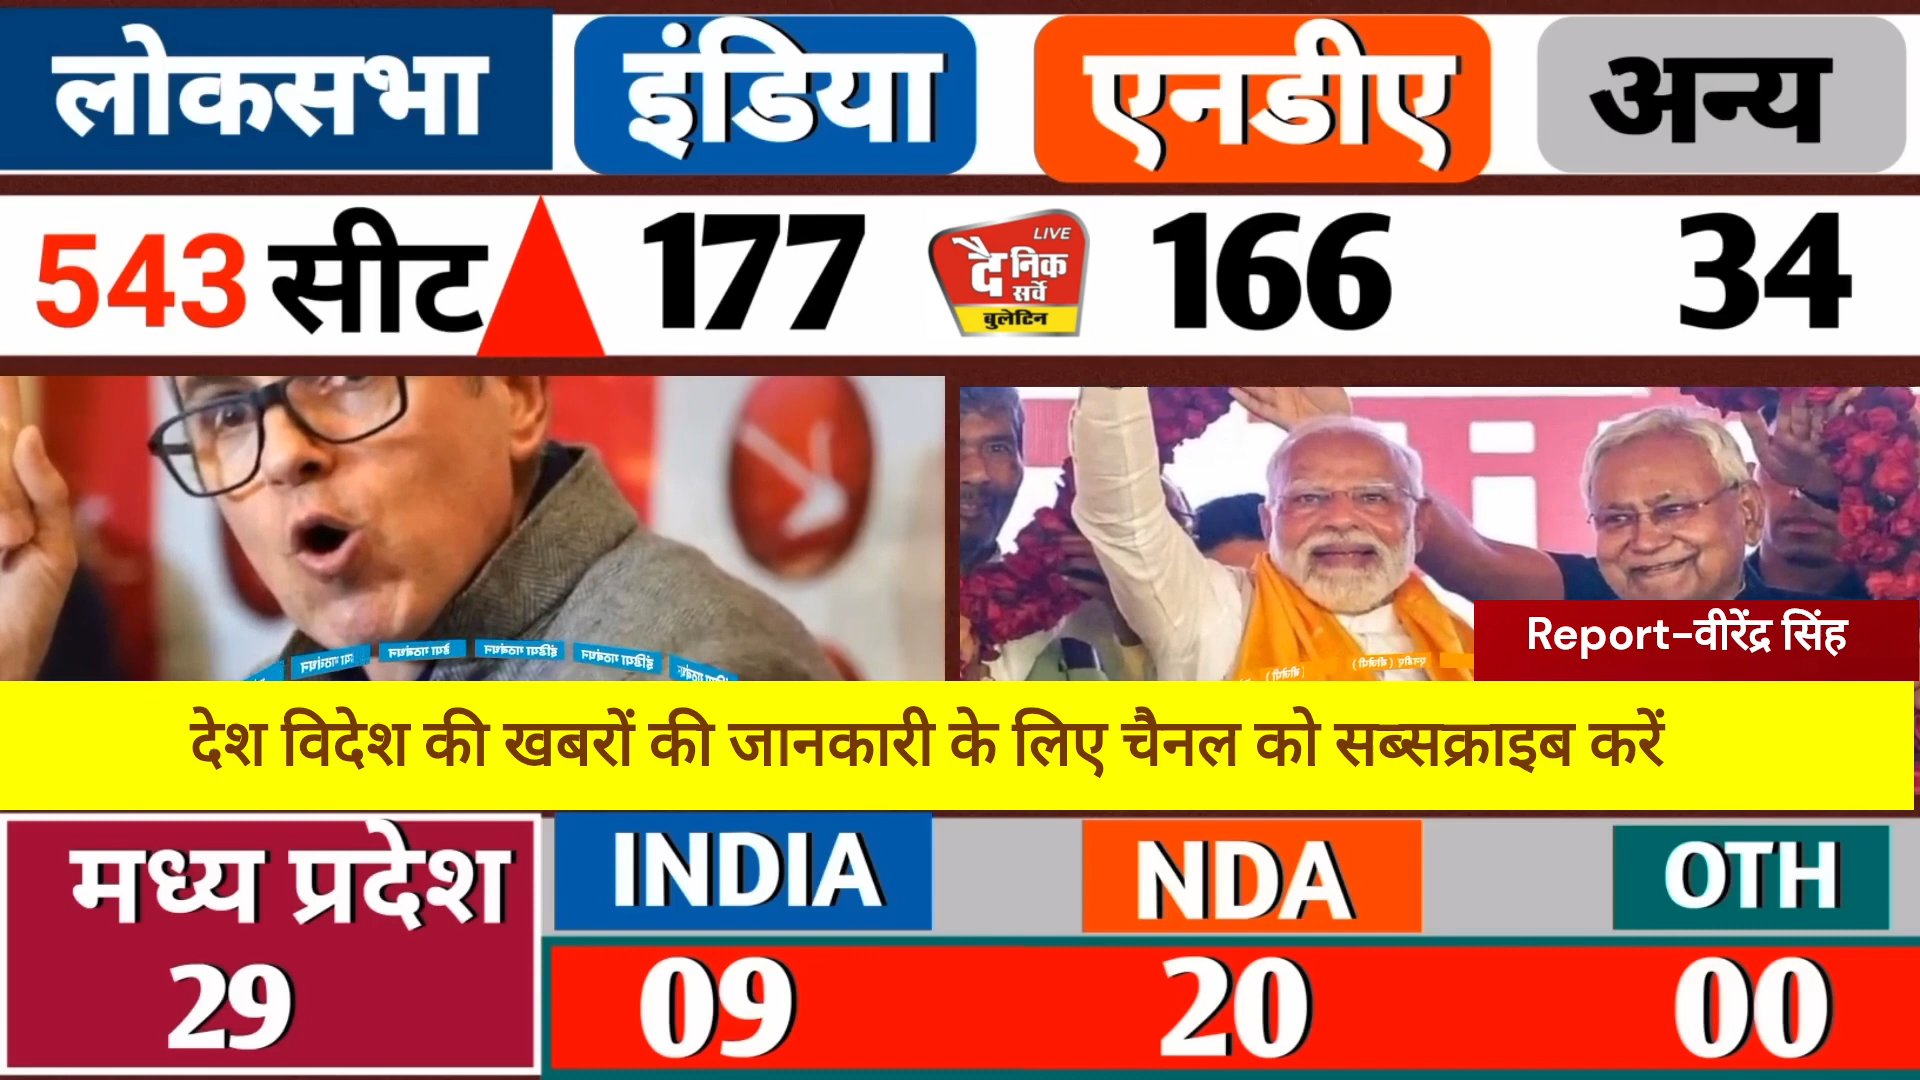 लोकसभा इंडिया एनडीए अन्य
543 सीट 177 166 34
LIVE
दैनिक
सर्वे
बुलेटिन
Report-वीरेंद्र सिंह
देश विदेश की खबरों की जानकारी के लिए चैनल को सब्सक्राइब करें
मध्य प्रदेश INDIA NDA OTH
29 09 20 00